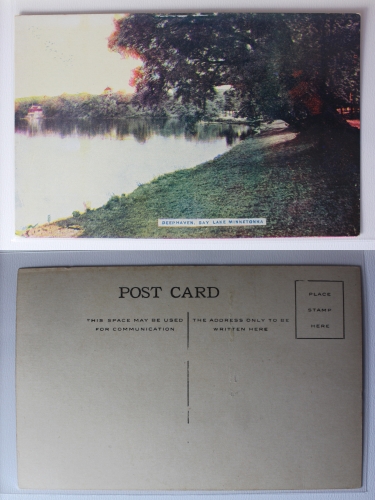 DEEPHAVEN, BAY LAKE MINNETONKA
POST CARD
THIS SPACE MAY BE USED
FOR COMMUNICATION.
THE ADDRESS ONLY TO BE
WRITTEN HERE
PLACE
STAMP
HERE